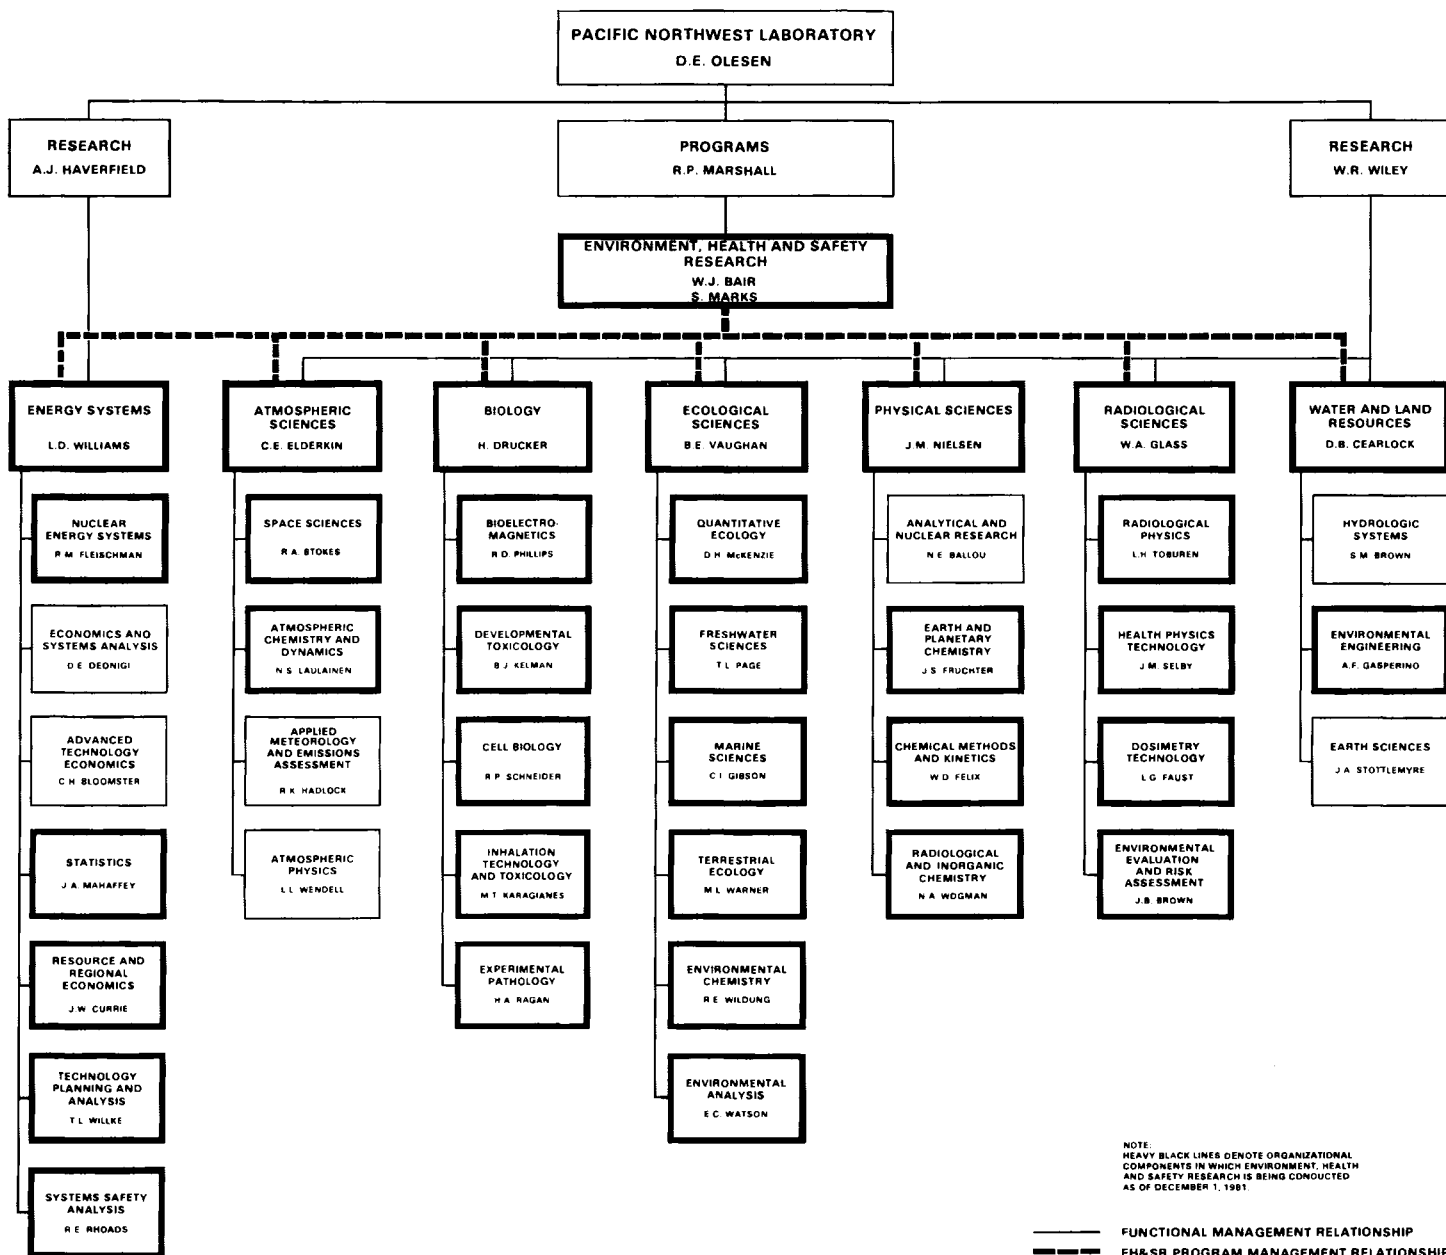 PACIFIC NORTHWEST LABORATORY
D.E. OLESEN
RESEARCH
A.J. HAVERFIELD
PROGRAMS
R.P. MARSHALL
RESEARCH
W.R. WILEY
ENVIRONMENT, HEALTH AND SAFETY
RESEARCH
W.J. BAIR
S. MARKS
ENERGY SYSTEMS
L.D. WILLIAMS
ATMOSPHERIC
SCIENCES
C.E. ELDERKIN
BIOLOGY
H. DRUCKER
ECOLOGICAL
SCIENCES
B.E. VAUGHAN
PHYSICAL SCIENCES
J.M. NIELSEN
RADIOLOGICAL
SCIENCES
W.A. GLASS
WATER AND LAND
RESOURCES
D.B. CEARLOCK
NUCLEAR
ENERGY SYSTEMS
R.M. FLEISCHMAN
SPACE SCIENCES
R.A. STOKES
BIOELECTRO-
MAGNETICS
R.D. PHILLIPS
QUANTITATIVE
ECOLOGY
D.H. McKENZIE
ANALYTICAL AND
NUCLEAR RESEARCH
N.E. BALLOU
RADIOLOGICAL
PHYSICS
L.H. TOBUREN
HYDROLOGIC
SYSTEMS
S.M. BROWN
ECONOMICS AND
SYSTEMS ANALYSIS
D.E. DEONIGI
ATMOSPHERIC
CHEMISTRY AND
DYNAMICS
N.S. LAULAINEN
DEVELOPMENTAL
TOXICOLOGY
B.J. KELMAN
FRESHWATER
SCIENCES
T.L. PAGE
EARTH AND
PLANETARY
CHEMISTRY
J.S. FRUCHTER
HEALTH PHYSICS
TECHNOLOGY
J.M. SELBY
ENVIRONMENTAL
ENGINEERING
A.F. GASPERINO
ADVANCED
TECHNOLOGY
ECONOMICS
C.H. BLOOMSTER
APPLIED
METEOROLOGY
AND EMISSIONS
ASSESSMENT
R.K. HADLOCK
CELL BIOLOGY
R.P. SCHNEIDER
MARINE
SCIENCES
C.I. GIBSON
CHEMICAL METHODS
AND KINETICS
W.D. FELIX
DOSIMETRY
TECHNOLOGY
L.G. FAUST
EARTH SCIENCES
J.A. STOTTLEMYRE
STATISTICS
J.A. MAHAFFEY
ATMOSPHERIC
PHYSICS
L.L. WENDELL
INHALATION
TECHNOLOGY
AND TOXICOLOGY
M.T. KARAGIANES
TERRESTRIAL
ECOLOGY
M.L. WARNER
RADIOLOGICAL
AND INORGANIC
CHEMISTRY
N.A. WOGMAN
ENVIRONMENTAL
EVALUATION
AND RISK
ASSESSMENT
J.B. BROWN
RESOURCE AND
REGIONAL
ECONOMICS
J.W. CURRIE
EXPERIMENTAL
PATHOLOGY
H.A. RAGAN
ENVIRONMENTAL
CHEMISTRY
R.E. WILDUNG
TECHNOLOGY
PLANNING AND
ANALYSIS
T.L. WILLKE
ENVIRONMENTAL
ANALYSIS
E.C. WATSON
SYSTEMS SAFETY
ANALYSIS
R.E. RHOADS
NOTE:
HEAVY BLACK LINES DENOTE ORGANIZATIONAL
COMPONENTS IN WHICH ENVIRONMENT, HEALTH
AND SAFETY RESEARCH IS BEING CONDUCTED
AS OF DECEMBER 1, 1981.
FUNCTIONAL MANAGEMENT RELATIONSHIP
EH&SR PROGRAM MANAGEMENT RELATIONSHIP